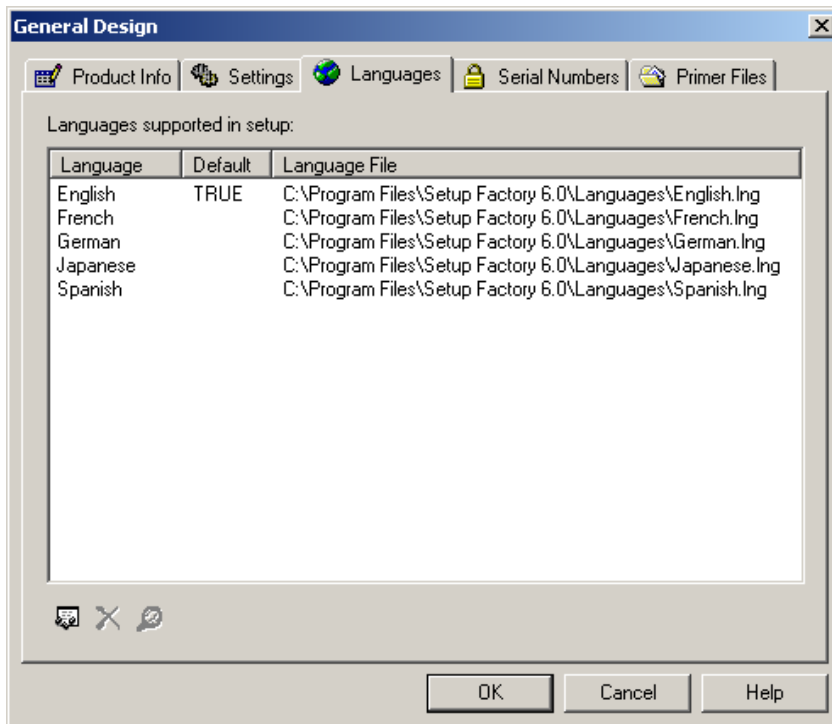 General Design
Product Info Settings Languages Serial Numbers Primer Files
Languages supported in setup:
Language Default Language File
English TRUE C:\Program Files\Setup Factory 6.0\Languages\English.lng
French C:\Program Files\Setup Factory 6.0\Languages\French.lng
German C:\Program Files\Setup Factory 6.0\Languages\German.lng
Japanese C:\Program Files\Setup Factory 6.0\Languages\Japanese.lng
Spanish C:\Program Files\Setup Factory 6.0\Languages\Spanish.lng
OK Cancel Help